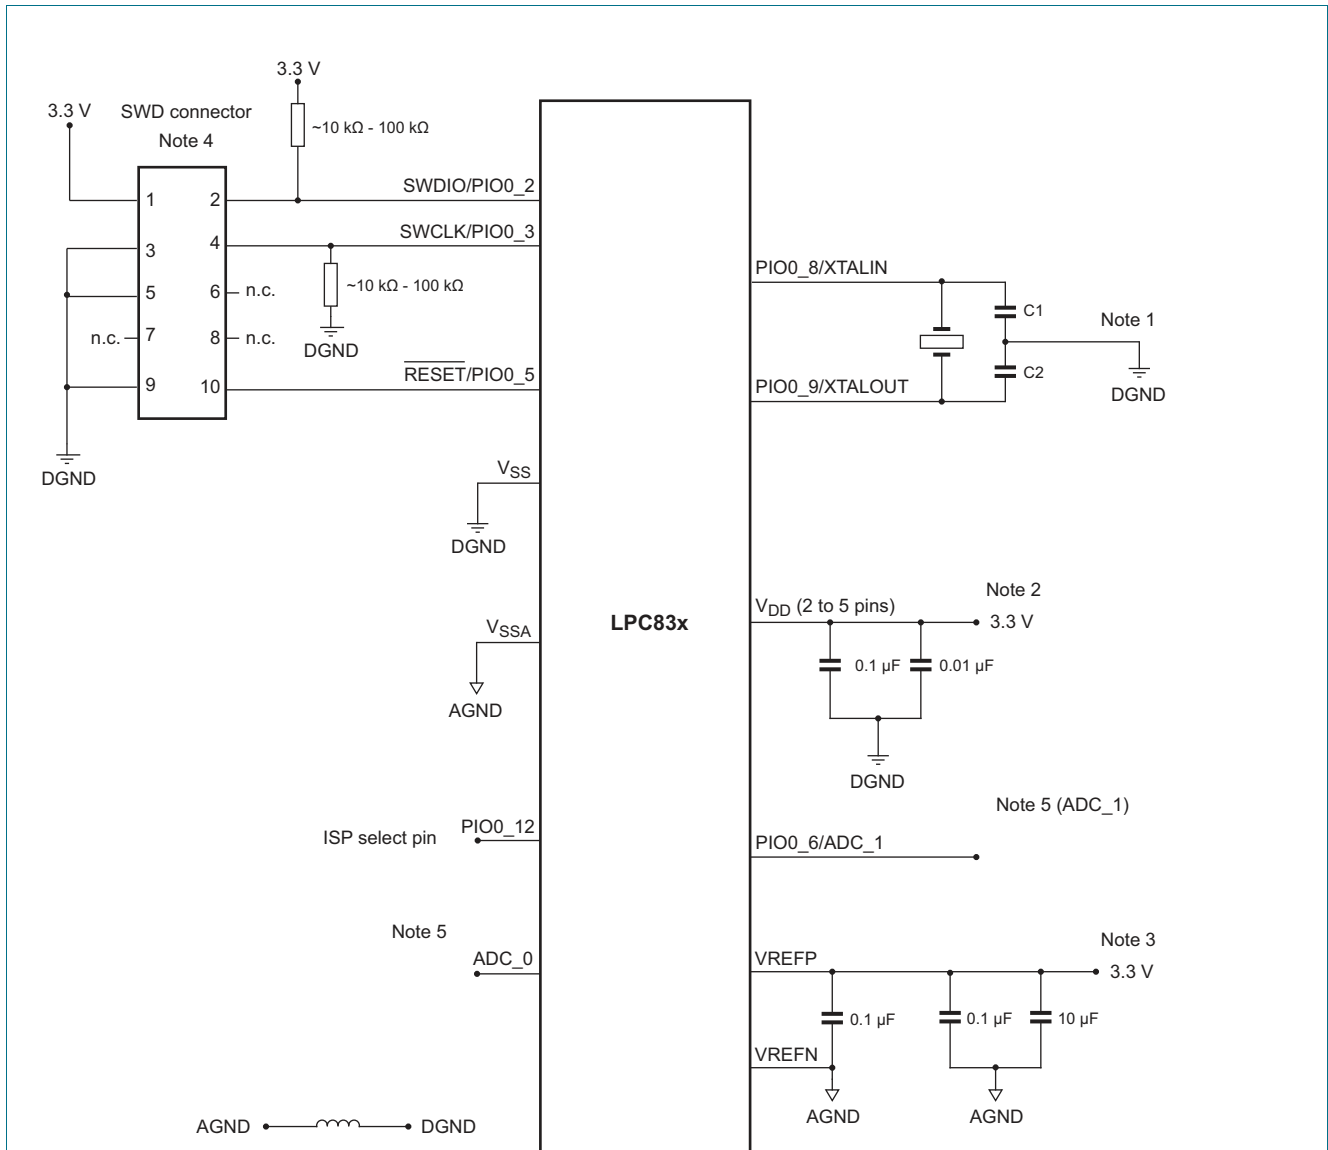 3.3 V
3.3 V
SWD connector
Note 4
~10 kΩ - 100 kΩ
1
2
SWDIO/PIO0_2
3
4
SWCLK/PIO0_3
5
6
n.c.
~10 kΩ - 100 kΩ
DGND
n.c.
7
8
n.c.
9
10
RESET/PIO0_5
DGND
VSS
DGND
VSSA
AGND
ISP select pin
PIO0_12
Note 5
ADC_0
AGND
DGND
LPC83x
PIO0_8/XTALIN
C1
Note 1
C2
DGND
PIO0_9/XTALOUT
VDD (2 to 5 pins)
Note 2
3.3 V
0.1 µF
0.01 µF
DGND
Note 5 (ADC_1)
PIO0_6/ADC_1
Note 3
VREFP
3.3 V
0.1 µF
0.1 µF
10 µF
VREFN
AGND
AGND